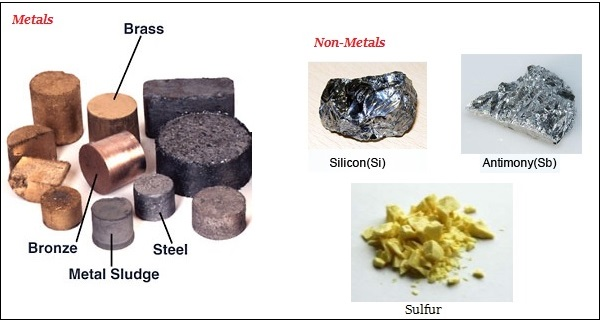 Metals
Brass
Bronze
Metal Sludge
Steel
Non-Metals
Silicon(Si)
Antimony(Sb)
Sulfur